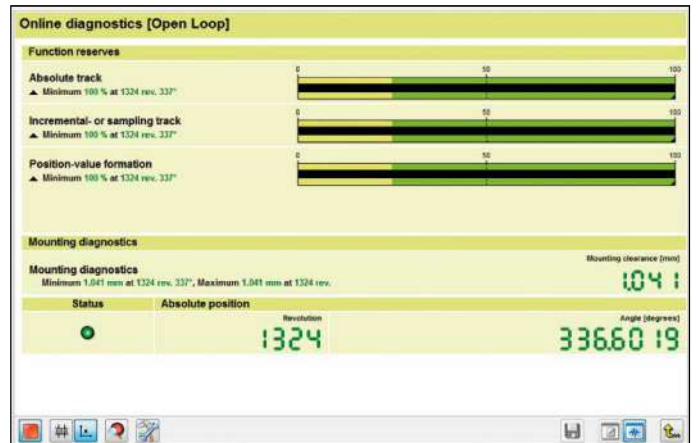 Online diagnostics [Open Loop]
Function reserves
Absolute track
0 50 100
▲ Minimum 100 % at 1324 rev. 337°
Incremental- or sampling track
0 50 100
▲ Minimum 100 % at 1324 rev. 337°
Position-value formation
0 50 100
▲ Minimum 100 % at 1324 rev. 337°
Mounting diagnostics
Mounting clearance [mm]
Mounting diagnostics
Minimum 1.041 mm at 1324 rev. 337°, Maximum 1.041 mm at 1324 rev.
1.041
Status Absolute position
Revolution Angle [degrees]
1324 336.6019